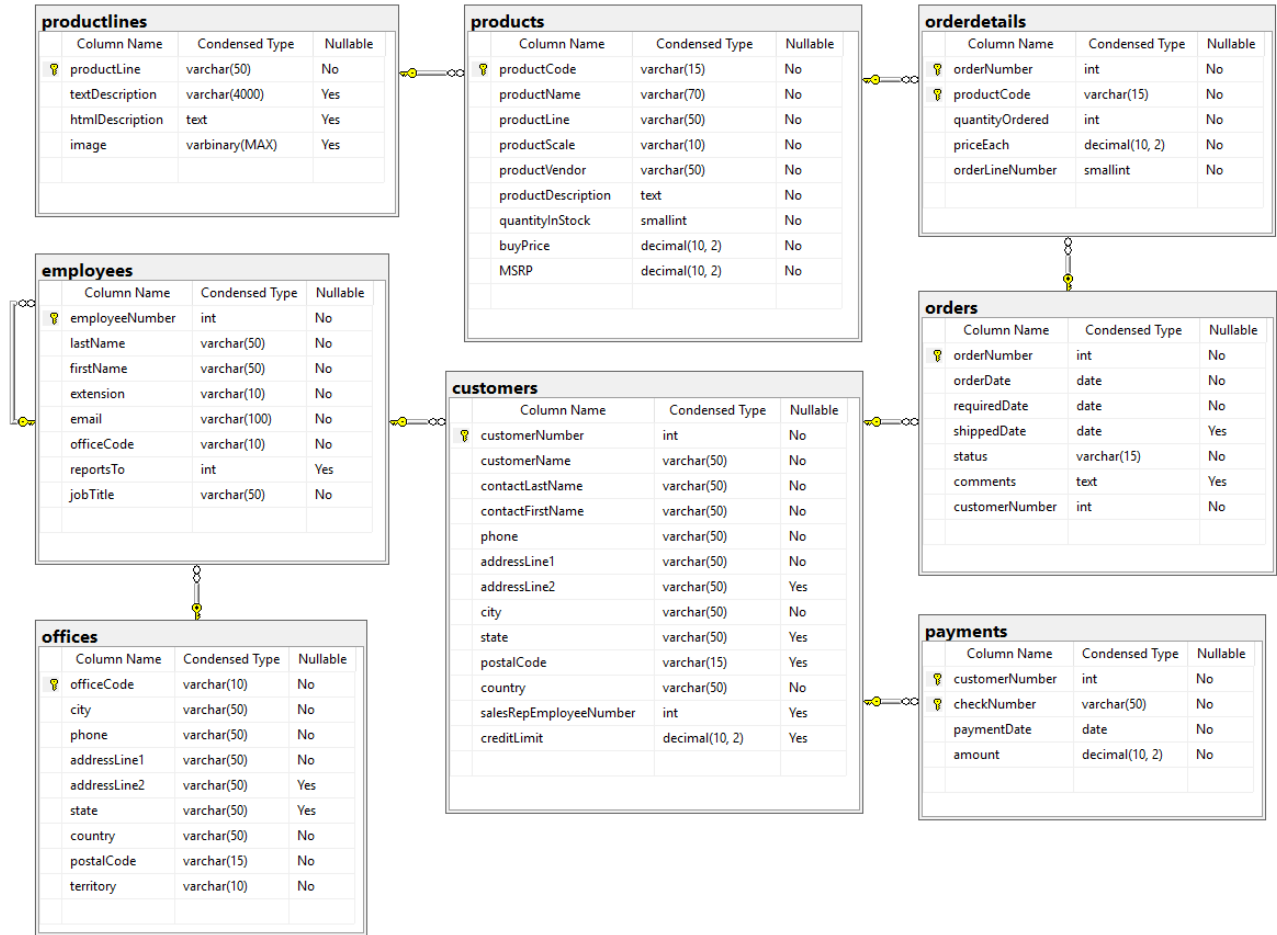 productlines
Column Name Condensed Type Nullable
productLine varchar(50) No
textDescription varchar(4000) Yes
htmlDescription text Yes
image varbinary(MAX) Yes
products
Column Name Condensed Type Nullable
productCode varchar(15) No
productName varchar(70) No
productLine varchar(50) No
productScale varchar(10) No
productVendor varchar(50) No
productDescription text No
quantityInStock smallint No
buyPrice decimal(10, 2) No
MSRP decimal(10, 2) No
orderdetails
Column Name Condensed Type Nullable
orderNumber int No
productCode varchar(15) No
quantityOrdered int No
priceEach decimal(10, 2) No
orderLineNumber smallint No
employees
Column Name Condensed Type Nullable
employeeNumber int No
lastName varchar(50) No
firstName varchar(50) No
extension varchar(10) No
email varchar(100) No
officeCode varchar(10) No
reportsTo int Yes
jobTitle varchar(50) No
customers
Column Name Condensed Type Nullable
customerNumber int No
customerName varchar(50) No
contactLastName varchar(50) No
contactFirstName varchar(50) No
phone varchar(50) No
addressLine1 varchar(50) No
addressLine2 varchar(50) Yes
city varchar(50) No
state varchar(50) Yes
postalCode varchar(15) Yes
country varchar(50) No
salesRepEmployeeNumber int Yes
creditLimit decimal(10, 2) Yes
orders
Column Name Condensed Type Nullable
orderNumber int No
orderDate date No
requiredDate date No
shippedDate date Yes
status varchar(15) No
comments text Yes
customerNumber int No
offices
Column Name Condensed Type Nullable
officeCode varchar(10) No
city varchar(50) No
phone varchar(50) No
addressLine1 varchar(50) No
addressLine2 varchar(50) Yes
state varchar(50) Yes
country varchar(50) No
postalCode varchar(15) No
territory varchar(10) No
payments
Column Name Condensed Type Nullable
customerNumber int No
checkNumber varchar(50) No
paymentDate date No
amount decimal(10, 2) No